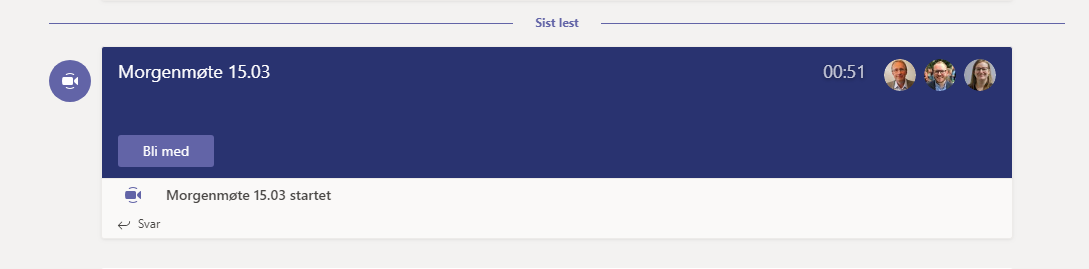 Sist lest
Morgenmøte 15.03
00:51
Bli med
Morgenmøte 15.03 startet
Svar